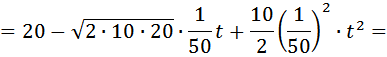 = 20 − √(2 · 10 · 20) · 1/50 t + 10/2 (1/50)² · t² =